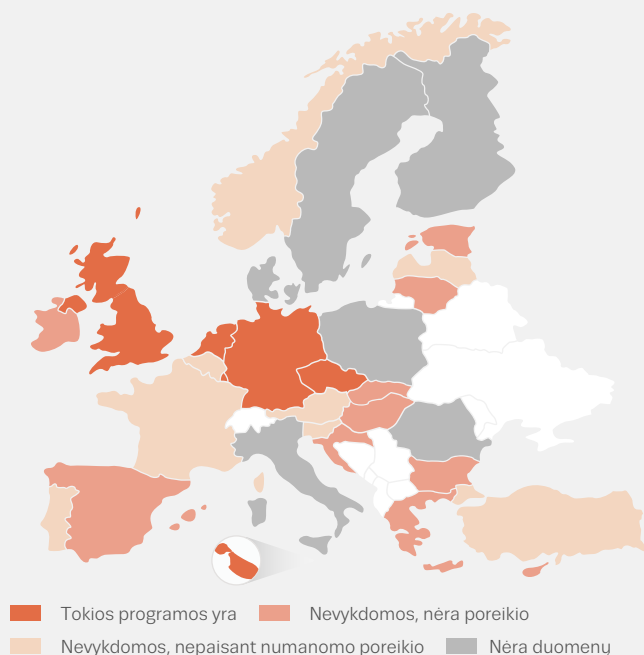 Tokios programos yra
Nevykdomos, nėra poreikio
Nevykdomos, nepaisant numanomo poreikio
Nėra duomenų